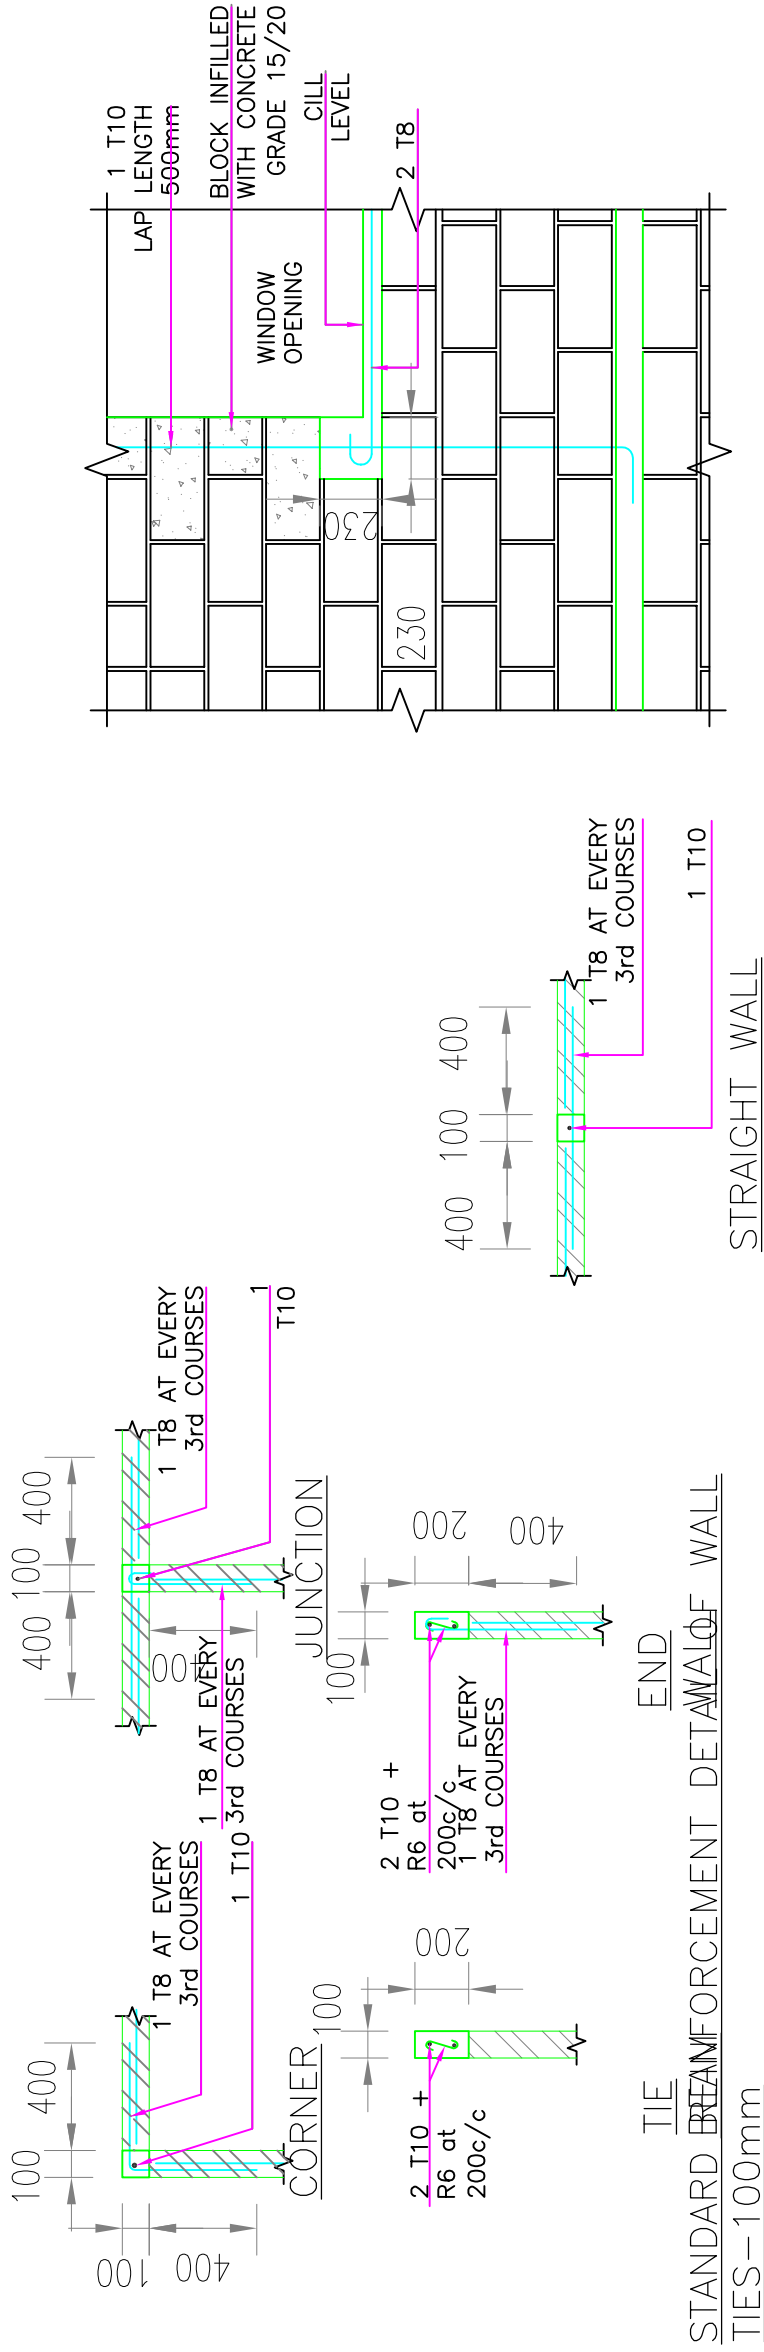 1 T10
LAP LENGTH
500mm
BLOCK INFILLED
WITH CONCRETE
GRADE 15/20
CILL
LEVEL
2 T8
WINDOW
OPENING
230
230
1 T8 AT EVERY
3rd COURSES
1 T10
400
100
400
STRAIGHT WALL
1 T8 AT EVERY
3rd COURSES
1
T10
400
100
400
400
1 T8 AT EVERY
3rd COURSES
JUNCTION
1 T8 AT EVERY
3rd COURSES
1 T10
400
100
100
400
CORNER
200
400
100
2 T10 +
R6 at
200c/c
1 T8 AT EVERY
3rd COURSES
END
WALL
200
100
2 T10 +
R6 at
200c/c
TIE
BEAM
STANDARD REINFORCEMENT DETAIL OF WALL
TIES-100mm